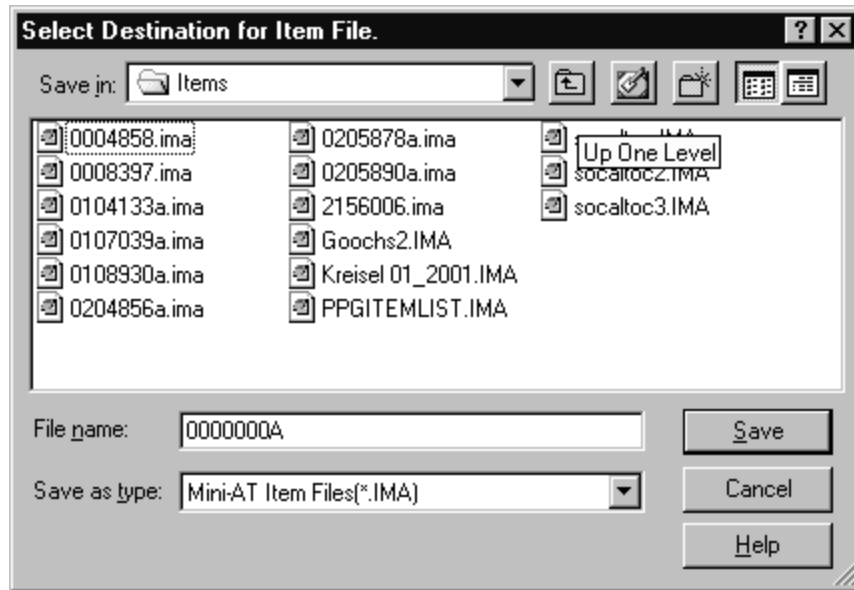 Select Destination for Item File.
Save in: Items
0004858.ima 0205878a.ima
Up One Level
0008397.ima 0205890a.ima socaltoc2.IMA
0104133a.ima 2156006.ima socaltoc3.IMA
0107039a.ima Goochs2.IMA
0108930a.ima Kreisel 01_2001.IMA
0204856a.ima PPGITEMLIST.IMA
File name: 0000000A Save
Save as type: Mini-AT Item Files(*.IMA) Cancel
Help